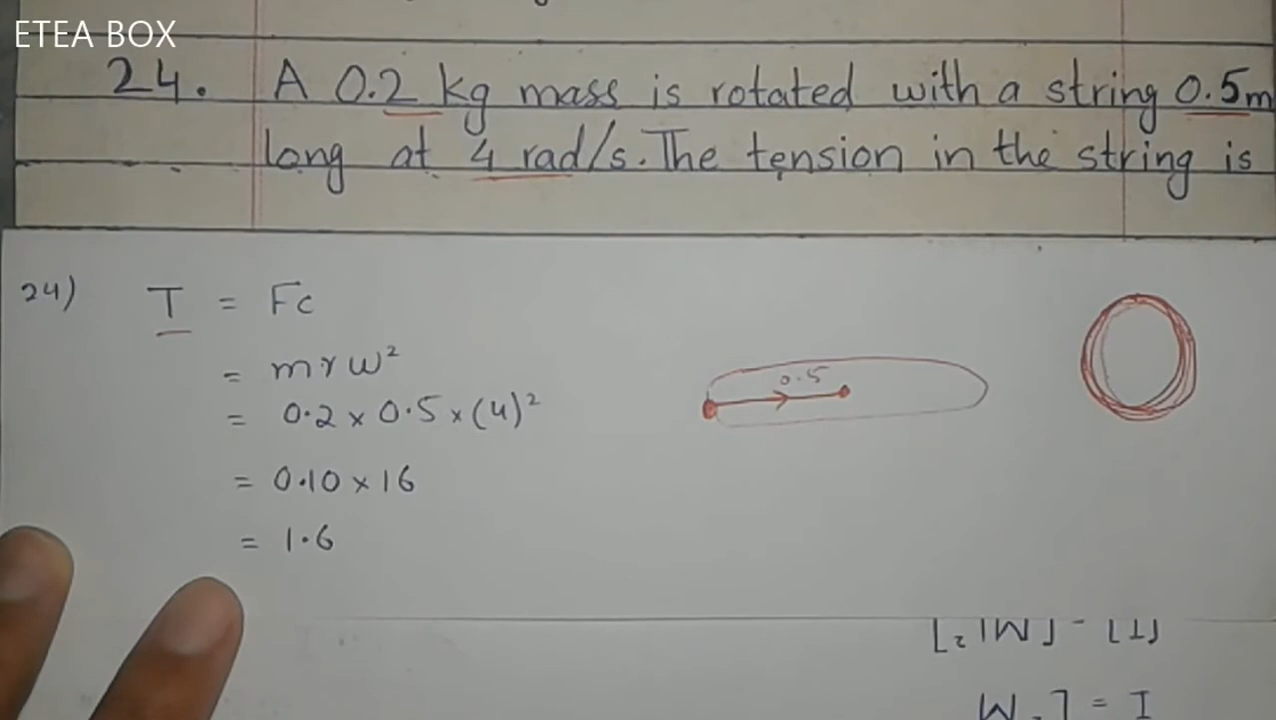 ETEA BOX
24. A 0.2 kg mass is rotated with a string 0.5m
long at 4 rad/s. The tension in the string is
24) T = Fc
= mrw²
= 0.2 x 0.5 x (4)²
= 0.10 x 16
= 1.6
0.5